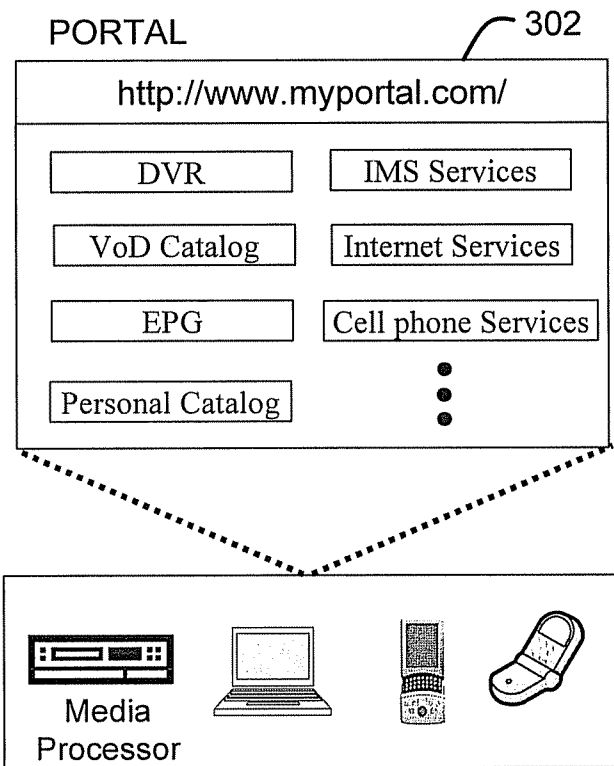 PORTAL
302
http://www.myportal.com/
DVR
IMS Services
VoD Catalog
Internet Services
EPG
Cell phone Services
Personal Catalog
Media
Processor